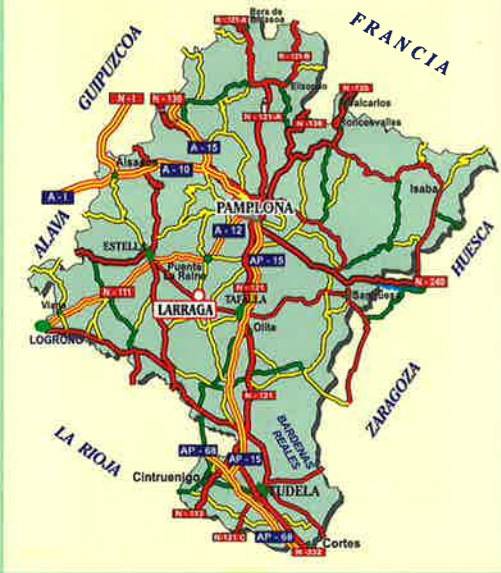 N-121-A
Bera de Bidasoa
FRANCIA
N-121-B
GUIPUZCOA
Elizondo
N-I
N-130
N-135
Valcarlos
N-121-A
N-138
Roncesvalles
A-15
Alsasua
A-10
Isaba
A-1
PAMPLONA
ALAVA
A-12
HUESCA
ESTELLA
Puente
La Reina
AP-15
N-240
N-111
N-121
Sangüesa
Viana
LARRAGA
TAFALLA
LOGROÑO
Olite
ZARAGOZA
N-121
BARDENAS
REALES
LA RIOJA
AP-68
AP-15
Cintruenigo
TUDELA
N-113
N-121 C
AP-68
Cortes
N-232